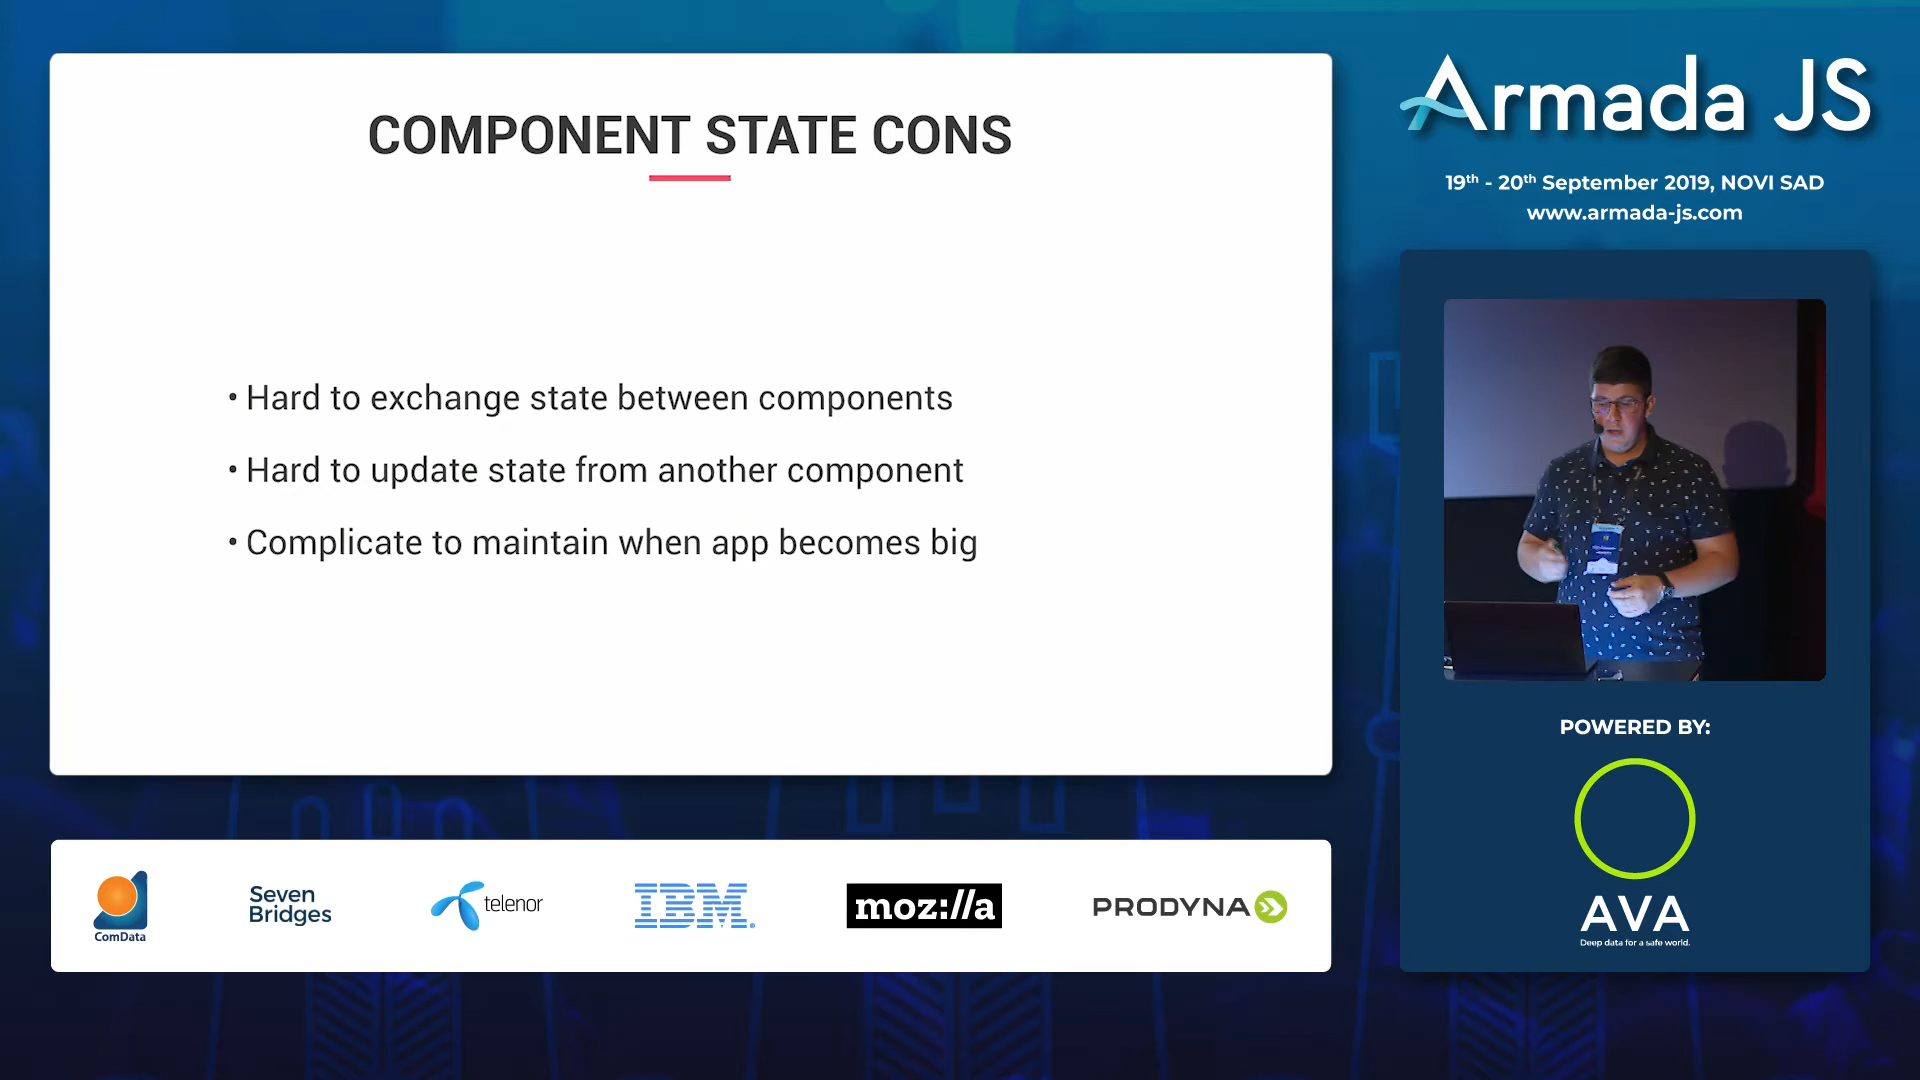 COMPONENT STATE CONS
• Hard to exchange state between components
• Hard to update state from another component
• Complicate to maintain when app becomes big
Armada JS
19th - 20th September 2019, NOVI SAD
www.armada-js.com
POWERED BY:
AVA
Deep data for a safe world.
ComData
Seven
Bridges
telenor
IBM
moz://a
PRODYNA